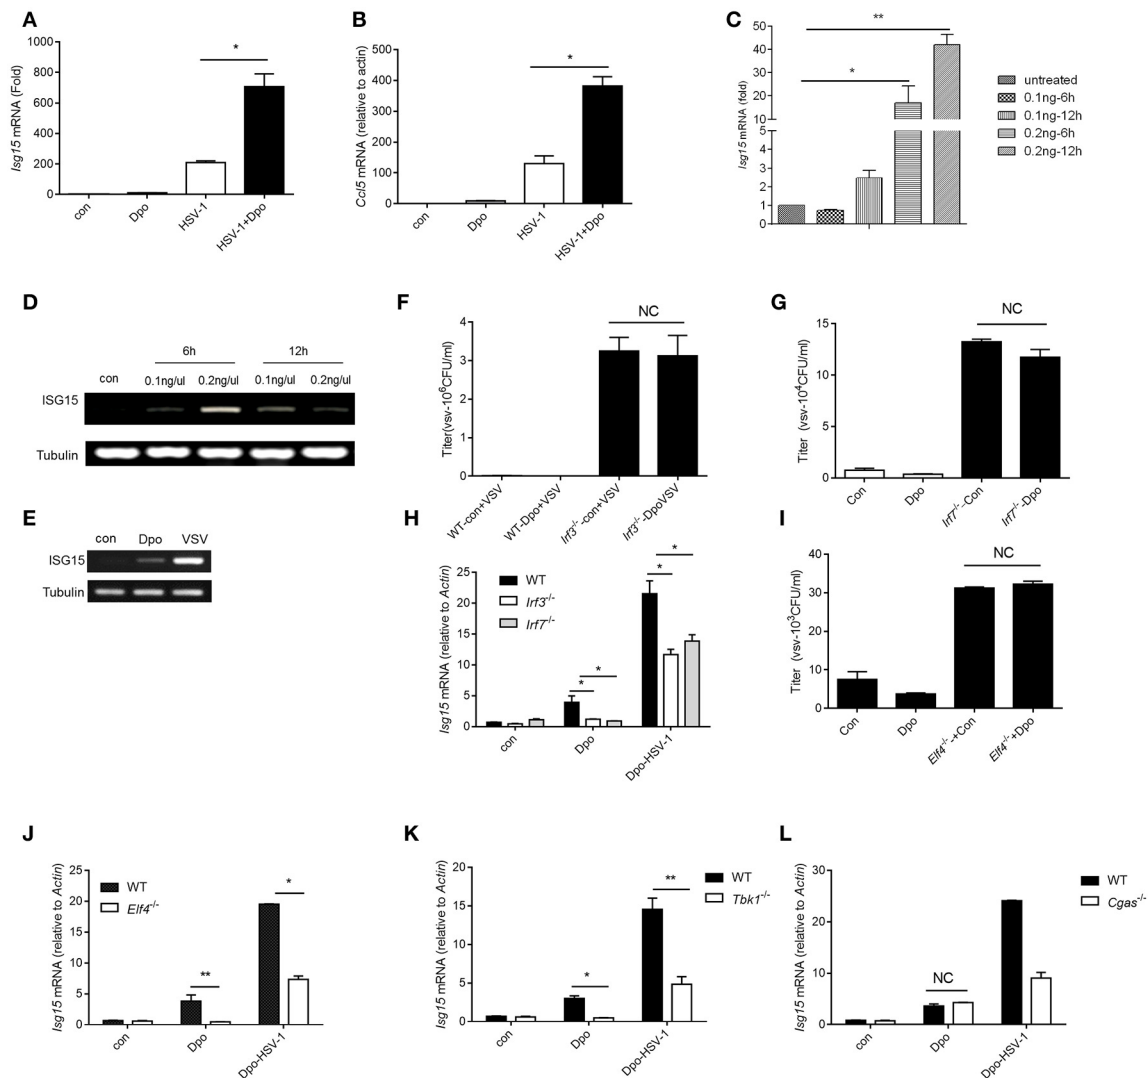 A
Isg15 mRNA (Fold)
1000
800
600
400
200
0
*
con
Dpo
HSV-1
HSV-1+Dpo
B
Ccl5 mRNA (relative to actin)
500
400
300
200
100
0
*
con
Dpo
HSV-1
HSV-1+Dpo
C
Isg15 mRNA (fold)
50
40
30
20
10
5
4
3
2
1
0
**
*
untreated
0.1ng-6h
0.1ng-12h
0.2ng-6h
0.2ng-12h
D
6h
12h
con
0.1ng/ul
0.2ng/ul
0.1ng/ul
0.2ng/ul
ISG15
Tubulin
E
con
Dpo
VSV
ISG15
Tubulin
F
Titer(vsv-10⁶CFU/ml)
4
3
2
1
0
NC
WT-con+VSV
WT-Dpo+VSV
Irf3-/--con+VSV
Irf3-/--DpoVSV
G
Titer (vsv-10⁴CFU/ml)
15
10
5
0
NC
Con
Dpo
Irf7-/--Con
Irf7-/--Dpo
H
Isg15 mRNA (relative to Actin)
25
20
15
10
5
0
WT
Irf3-/-
Irf7-/-
*
*
*
*
con
Dpo
Dpo-HSV-1
I
Titer (vsv-10³CFU/ml)
40
30
20
10
0
NC
Con
Dpo
Elf4-/-+Con
Elf4-/-+Dpo
J
Isg15 mRNA (relative to Actin)
25
20
15
10
5
0
WT
Elf4-/-
**
*
con
Dpo
Dpo-HSV-1
K
Isg15 mRNA (relative to Actin)
20
15
10
5
0
WT
Tbk1-/-
*
**
con
Dpo
Dpo-HSV-1
L
Isg15 mRNA (relative to Actin)
30
20
10
0
WT
Cgas-/-
NC
con
Dpo
Dpo-HSV-1